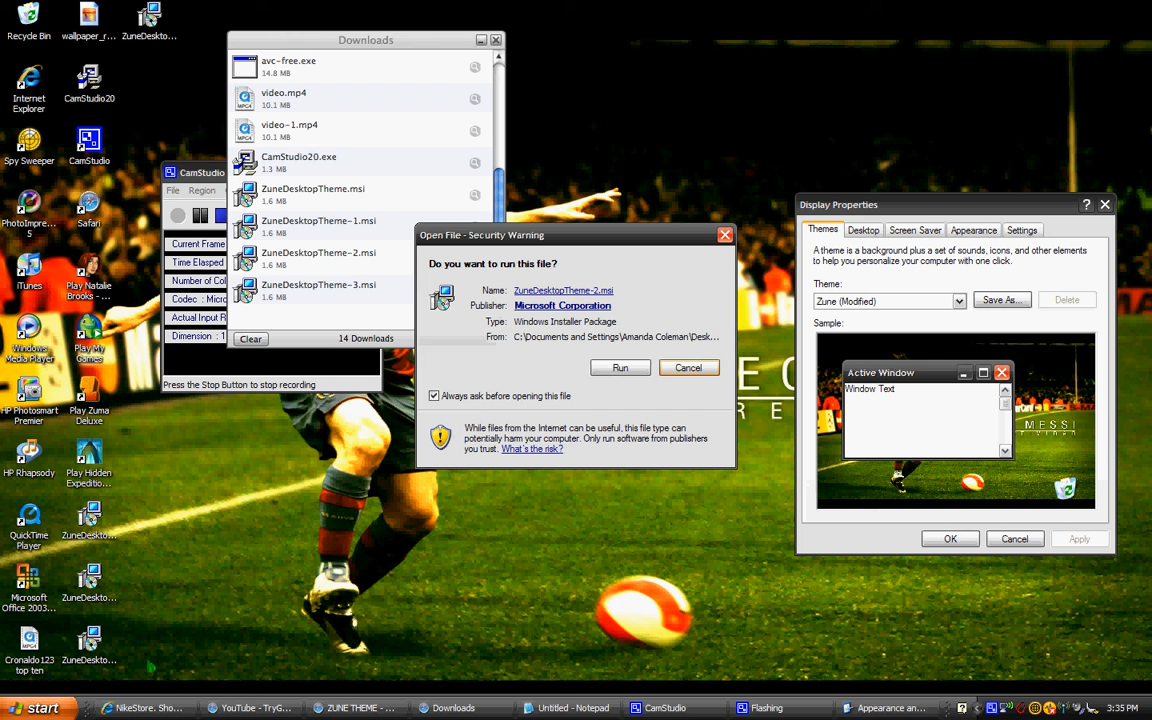 Recycle Bin
wallpaper_r...
ZuneDeskto...
Internet
Explorer
CamStudio20
Spy Sweeper
CamStudio
PhotoImpre...
5
Safari
iTunes
Play Natalie
Brooks - ...
Windows
Media Player
Play My
Games
HP Photosmart
Premier
Play Zuma
Deluxe
HP Rhapsody
Play Hidden
Expeditio...
QuickTime
Player
ZuneDeskto...
Microsoft
Office 2003...
ZuneDeskto...
Cronaldo123
top ten
ZuneDeskto...
CamStudio
File Region
Current Frame
Time Elasped
Number of Col
Codec : Micro
Actual Input R
Dimension : 1
Press the Stop Button to stop recording
Downloads
avc-free.exe
14.8 MB
video.mp4
10.1 MB
video-1.mp4
10.1 MB
CamStudio20.exe
1.3 MB
ZuneDesktopTheme.msi
1.6 MB
ZuneDesktopTheme-1.msi
1.6 MB
ZuneDesktopTheme-2.msi
1.6 MB
ZuneDesktopTheme-3.msi
1.6 MB
Clear
14 Downloads
Open File - Security Warning
Do you want to run this file?
Name: ZuneDesktopTheme-2.msi
Publisher: Microsoft Corporation
Type: Windows Installer Package
From: C:\Documents and Settings\Amanda Coleman\Desk...
Run Cancel
Always ask before opening this file
While files from the Internet can be useful, this file type can
potentially harm your computer. Only run software from publishers
you trust. What's the risk?
Display Properties
Themes Desktop Screen Saver Appearance Settings
A theme is a background plus a set of sounds, icons, and other elements
to help you personalize your computer with one click.
Theme:
Zune (Modified) Save As... Delete
Sample:
Active Window
Window Text
MESSI
OK Cancel Apply
start
NikeStore. Sho...
YouTube - TryG...
ZUNE THEME - ...
Downloads
Untitled - Notepad
CamStudio
Flashing
Appearance an...
3:35 PM